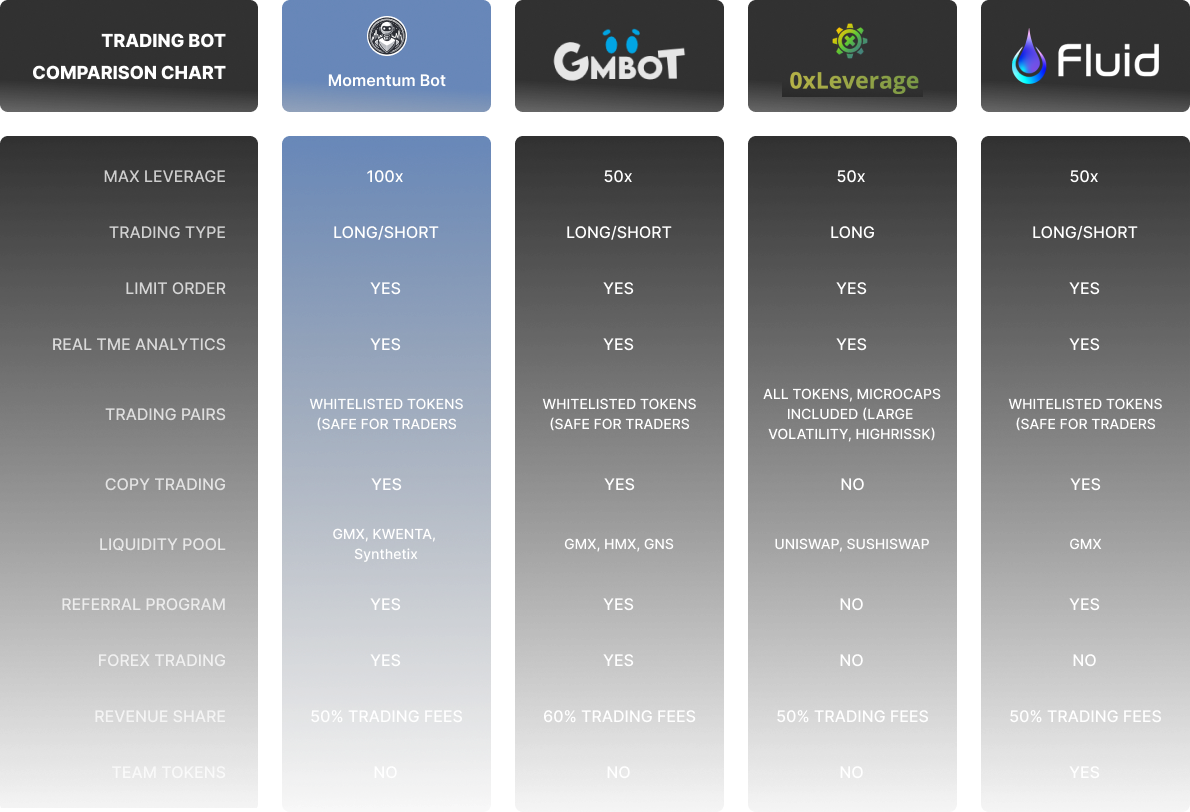 TRADING BOT
COMPARISON CHART
Momentum Bot
GMBOT
0xLeverage
Fluid
MAX LEVERAGE 100x 50x 50x 50x
TRADING TYPE LONG/SHORT LONG/SHORT LONG LONG/SHORT
LIMIT ORDER YES YES YES YES
REAL TME ANALYTICS YES YES YES YES
TRADING PAIRS
WHITELISTED TOKENS
(SAFE FOR TRADERS
WHITELISTED TOKENS
(SAFE FOR TRADERS
ALL TOKENS, MICROCAPS
INCLUDED (LARGE
VOLATILITY, HIGHRISSK)
WHITELISTED TOKENS
(SAFE FOR TRADERS
COPY TRADING YES YES NO YES
LIQUIDITY POOL
GMX, KWENTA,
Synthetix
GMX, HMX, GNS
UNISWAP, SUSHISWAP
GMX
REFERRAL PROGRAM YES YES NO YES
FOREX TRADING YES YES NO NO
REVENUE SHARE 50% TRADING FEES 60% TRADING FEES 50% TRADING FEES 50% TRADING FEES
TEAM TOKENS NO NO NO YES